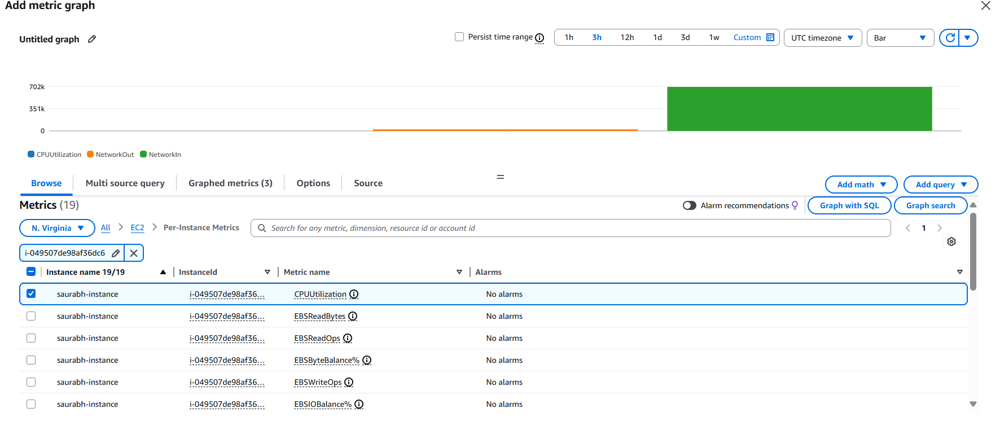 Add metric graph
Untitled graph
Persist time range
1h 3h 12h 1d 3d 1w Custom
UTC timezone
Bar
702k
351k
0
CPUUtilization NetworkOut NetworkIn
Browse Multi source query Graphed metrics (3) Options Source
Add math Add query
Metrics (19)
Alarm recommendations
Graph with SQL Graph search
N. Virginia All EC2 Per-Instance Metrics
Search for any metric, dimension, resource id or account id
1
i-049507de98af36dc6
Instance name 19/19 InstanceId Metric name Alarms
saurabh-instance i-049507de98af36... CPUUtilization No alarms
saurabh-instance i-049507de98af36... EBSReadBytes No alarms
saurabh-instance i-049507de98af36... EBSReadOps No alarms
saurabh-instance i-049507de98af36... EBSByteBalance% No alarms
saurabh-instance i-049507de98af36... EBSWriteOps No alarms
saurabh-instance i-049507de98af36... EBSIOBalance% No alarms